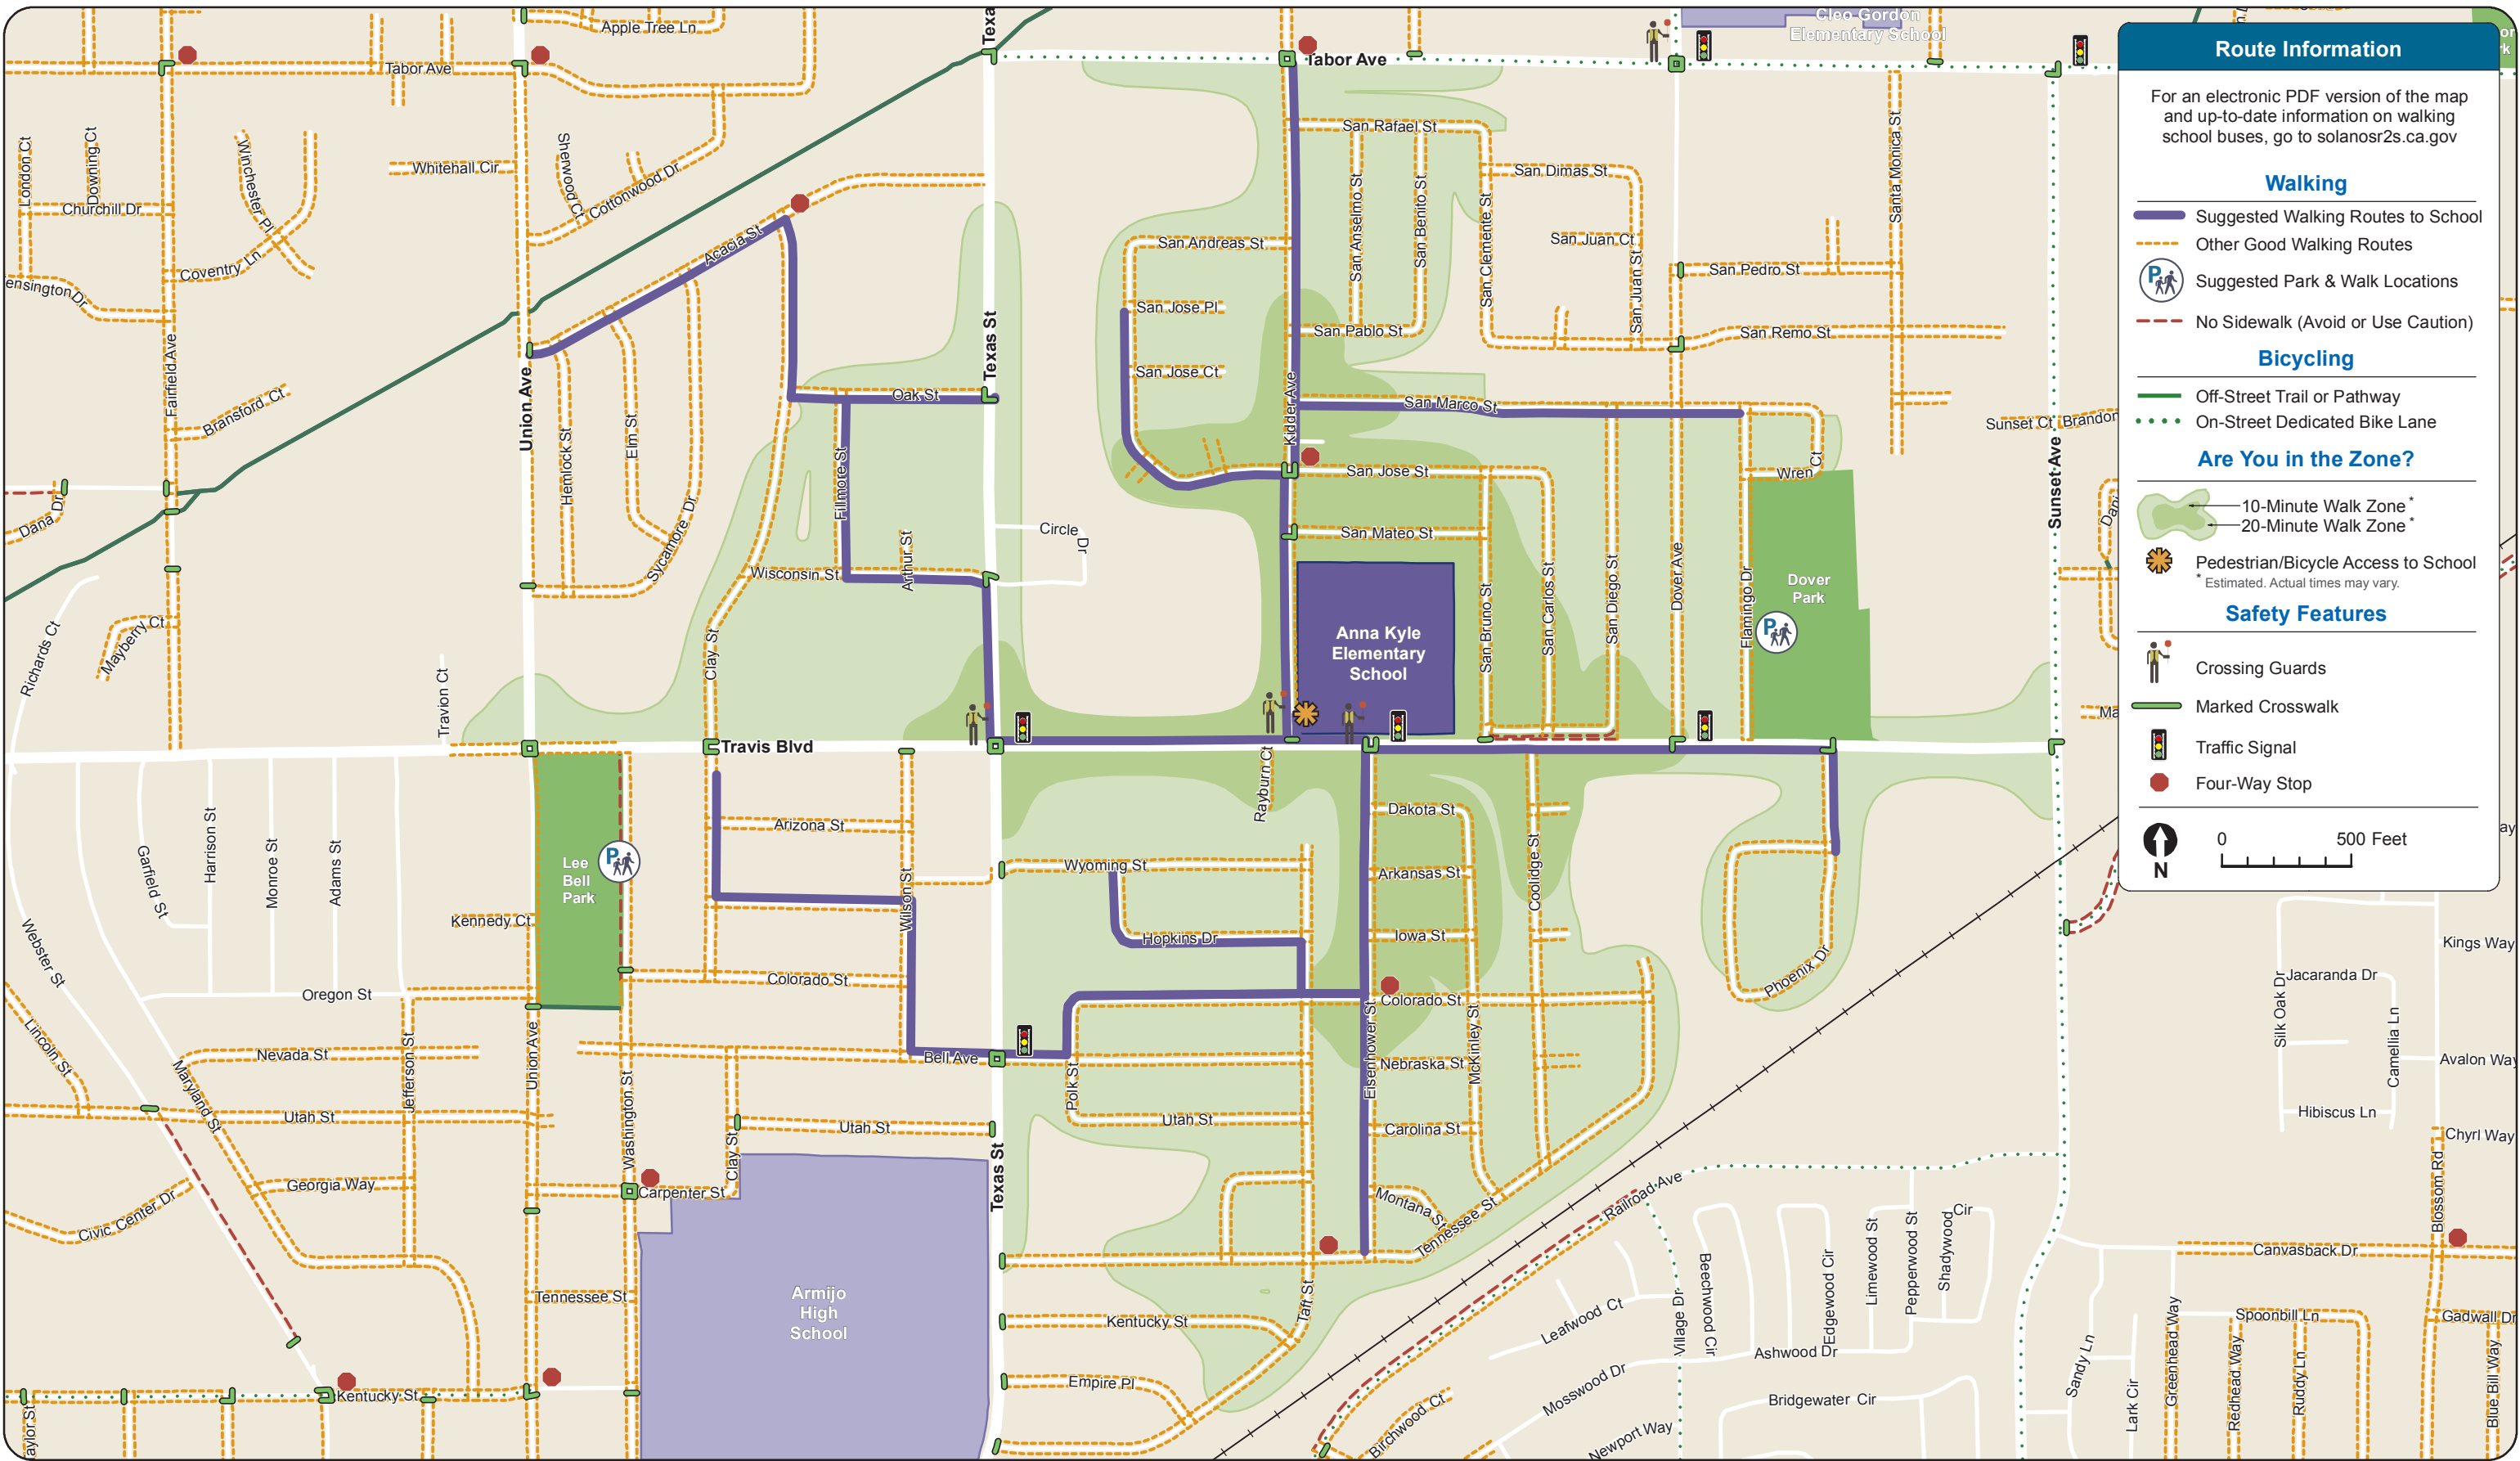 Apple Tree Ln
Texa
Cleo Gordon
Elementary School
Tabor Ave
Tabor Ave
London Ct
Downing Ct
Churchill Dr
Winchester Pl
Coventry Ln
ensington Dr
Fairfield Ave
Bransford Ct
Whitehall Cir
Sherwood Ct
Cottonwood Dr
Acacia St
Union Ave
Hemlock St
Elm St
Sycamore Dr
Oak St
Fillmore St
Arthur St
Wisconsin St
Clay St
Texas St
Circle
Dr
San Rafael St
San Anselmo St
San Benito St
San Clemente St
San Dimas St
San Juan Ct
San Juan St
San Andreas St
San Jose Pl
San Jose Ct
San Pablo St
Kidder Ave
San Marco St
San Jose St
San Mateo St
San Pedro St
San Remo St
Santa Monica St
Sunset Ct
Brandon
Sunset Ave
Wren Ct
San Bruno St
San Carlos St
San Diego St
Dover Ave
Flamingo Dr
Dover
Park
Anna Kyle
Elementary
School
Dana Dr
Richards Ct
Mayberry Ct
Travion Ct
Travis Blvd
Rayburn Ct
Ma
Webster St
Garfield St
Harrison St
Monroe St
Adams St
Lee
Bell
Park
Kennedy Ct
Arizona St
Wilson St
Colorado St
Oregon St
Wyoming St
Hopkins Dr
Dakota St
Arkansas St
Iowa St
Colorado St
Coolidge St
Eisenhower St
McKinley St
Nebraska St
Carolina St
Montana S
Tennessee St
Phoenix Dr
Lincoln St
Nevada St
Maryland St
Jefferson St
Union Ave
Washington St
Bell Ave
Polk St
Utah St
Utah St
Utah St
Clay St
Carpenter St
Georgia Way
Civic Center Dr
Tennessee St
Kentucky St
aylor St
Armijo
High
School
Texas St
Kentucky St
Empire Pl
Taft St
Railroad Ave
Birchwood Ct
Leafwood Ct
Mosswood Dr
Newport Way
Village Dr
Beechwood Cir
Ashwood Dr
Edgewood Cir
Limewood St
Pepperwood St
Shadywood Cir
Bridgewater Cir
Sandy Ln
Lark Cir
Greenhead Way
Redhead Way
Ruddy Ln
Spoonbill Ln
Canvasback Dr
Blossom Rd
Gadwall Dr
Blue Bill Way
Chyrl Way
Hibiscus Ln
Avalon Way
Camellia Ln
Silk Oak Dr
Jacaranda Dr
Kings Way
ay
Route Information
For an electronic PDF version of the map
and up-to-date information on walking
school buses, go to solanosr2s.ca.gov
Walking
Suggested Walking Routes to School
Other Good Walking Routes
Suggested Park & Walk Locations
No Sidewalk (Avoid or Use Caution)
Bicycling
Off-Street Trail or Pathway
On-Street Dedicated Bike Lane
Are You in the Zone?
10-Minute Walk Zone *
20-Minute Walk Zone *
Pedestrian/Bicycle Access to School
* Estimated. Actual times may vary.
Safety Features
Crossing Guards
Marked Crosswalk
Traffic Signal
Four-Way Stop
0 500 Feet
N